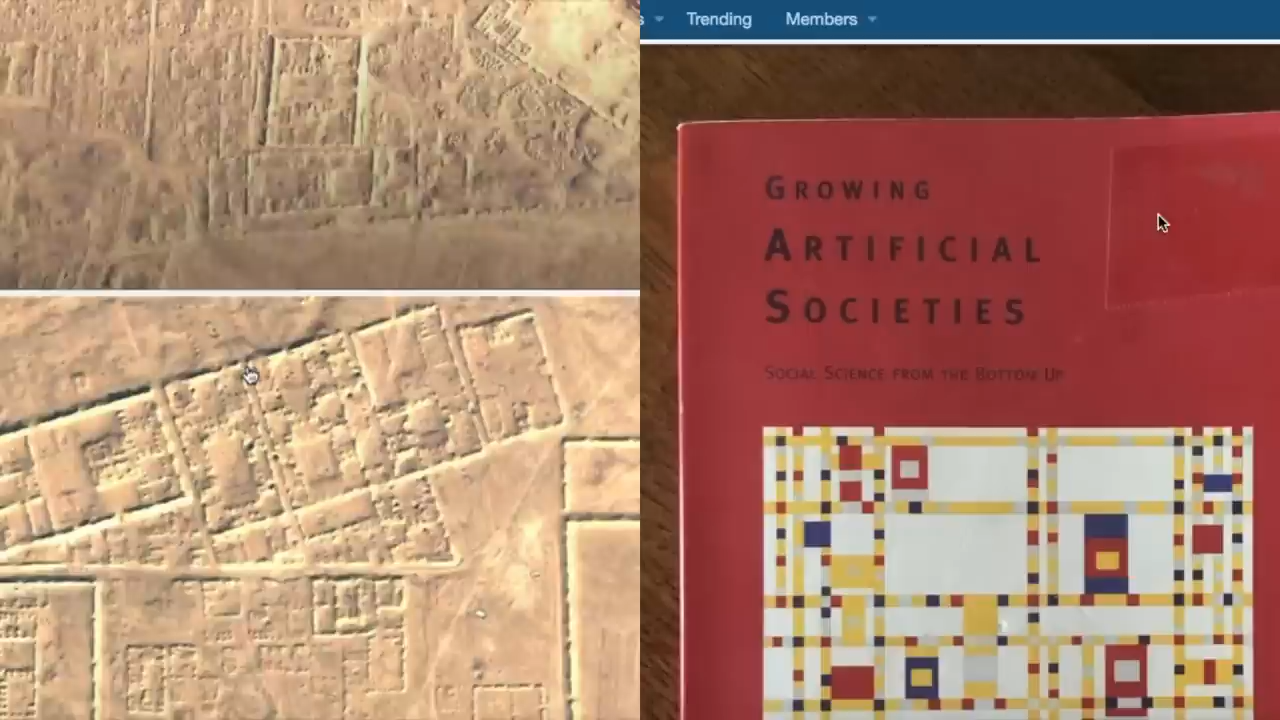 Trending
Members
GROWING
ARTIFICIAL
SOCIETIES
SOCIAL SCIENCE FROM THE BOTTOM UP